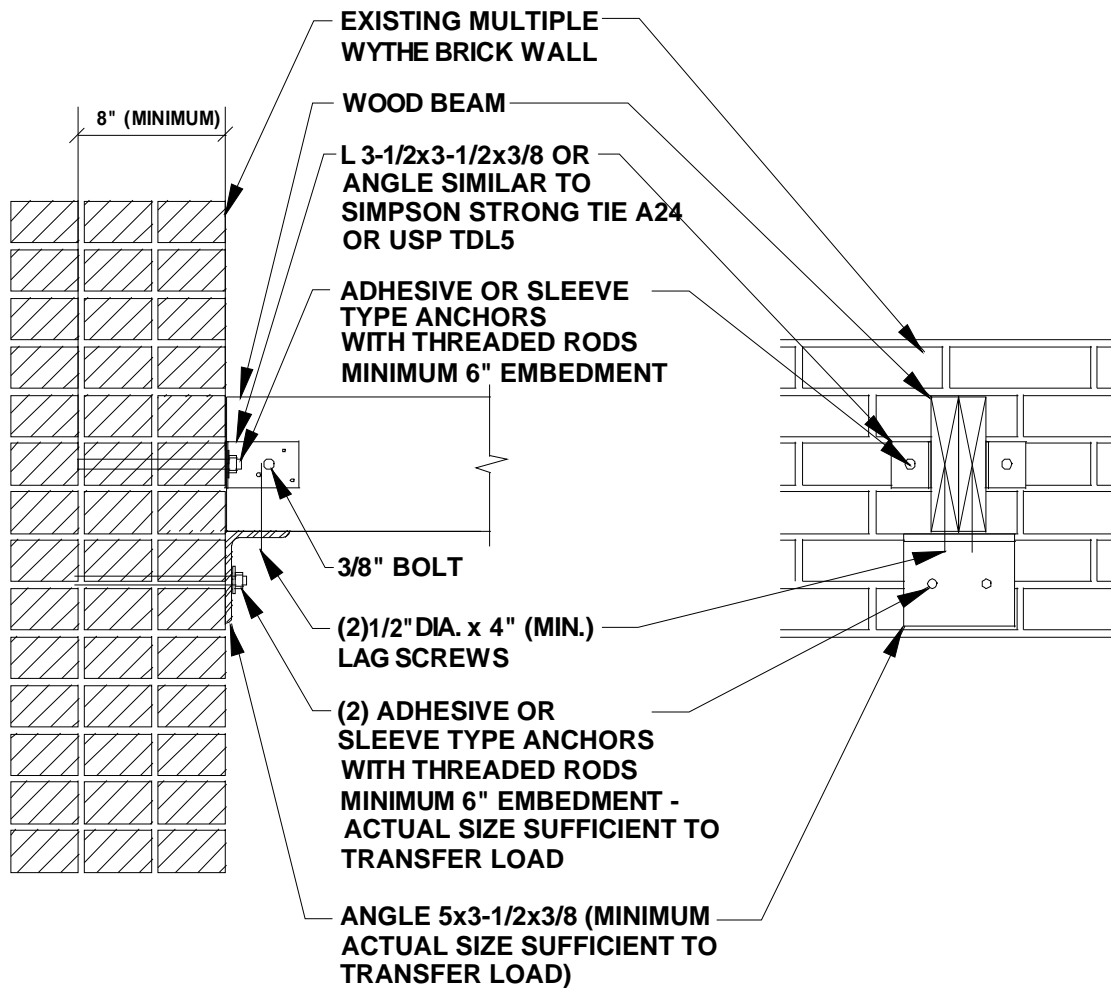 EXISTING MULTIPLE
WYTHE BRICK WALL
8" (MINIMUM)
WOOD BEAM
L 3-1/2x3-1/2x3/8 OR
ANGLE SIMILAR TO
SIMPSON STRONG TIE A24
OR USP TDL5
ADHESIVE OR SLEEVE
TYPE ANCHORS
WITH THREADED RODS
MINIMUM 6" EMBEDMENT
3/8" BOLT
(2)1/2" DIA. x 4" (MIN.)
LAG SCREWS
(2) ADHESIVE OR
SLEEVE TYPE ANCHORS
WITH THREADED RODS
MINIMUM 6" EMBEDMENT -
ACTUAL SIZE SUFFICIENT TO
TRANSFER LOAD
ANGLE 5x3-1/2x3/8 (MINIMUM
ACTUAL SIZE SUFFICIENT TO
TRANSFER LOAD)